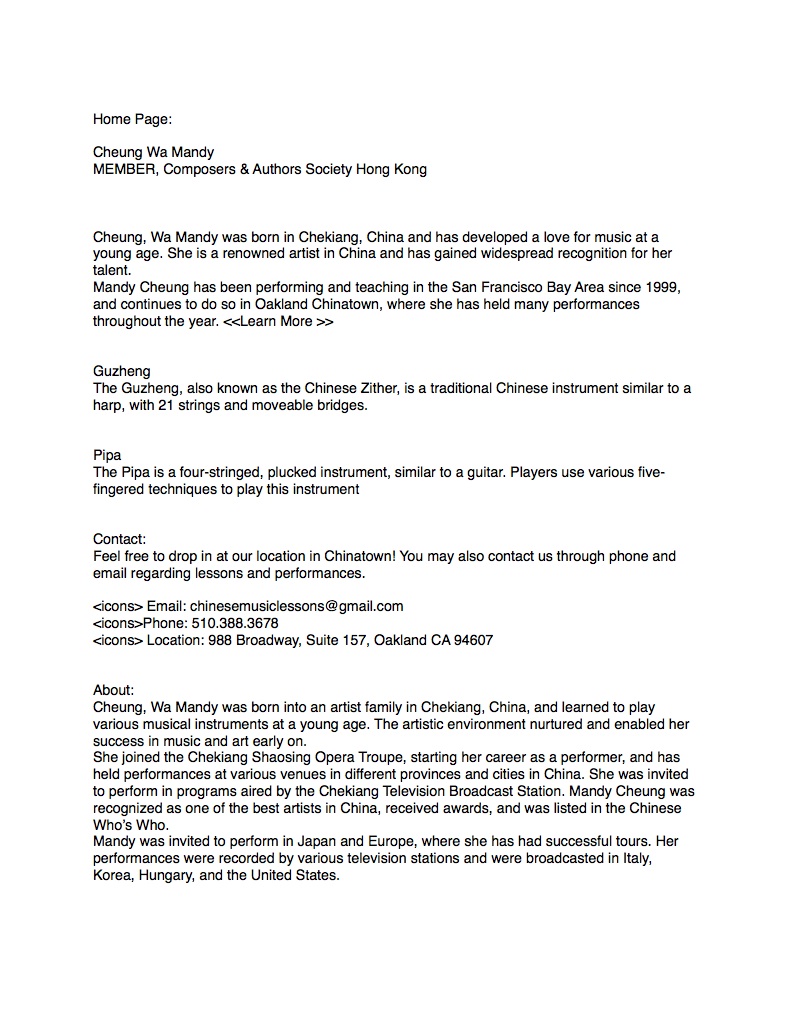 Home Page:
Cheung Wa Mandy
MEMBER, Composers & Authors Society Hong Kong
Cheung, Wa Mandy was born in Chekiang, China and has developed a love for music at a
young age. She is a renowned artist in China and has gained widespread recognition for her
talent.
Mandy Cheung has been performing and teaching in the San Francisco Bay Area since 1999,
and continues to do so in Oakland Chinatown, where she has held many performances
throughout the year. <<Learn More >>
Guzheng
The Guzheng, also known as the Chinese Zither, is a traditional Chinese instrument similar to a
harp, with 21 strings and moveable bridges.
Pipa
The Pipa is a four-stringed, plucked instrument, similar to a guitar. Players use various five-
fingered techniques to play this instrument
Contact:
Feel free to drop in at our location in Chinatown! You may also contact us through phone and
email regarding lessons and performances.
<icons> Email: chinesemusiclessons@gmail.com
<icons>Phone: 510.388.3678
<icons> Location: 988 Broadway, Suite 157, Oakland CA 94607
About:
Cheung, Wa Mandy was born into an artist family in Chekiang, China, and learned to play
various musical instruments at a young age. The artistic environment nurtured and enabled her
success in music and art early on.
She joined the Chekiang Shaosing Opera Troupe, starting her career as a performer, and has
held performances at various venues in different provinces and cities in China. She was invited
to perform in programs aired by the Chekiang Television Broadcast Station. Mandy Cheung was
recognized as one of the best artists in China, received awards, and was listed in the Chinese
Who's Who.
Mandy was invited to perform in Japan and Europe, where she has had successful tours. Her
performances were recorded by various television stations and were broadcasted in Italy,
Korea, Hungary, and the United States.